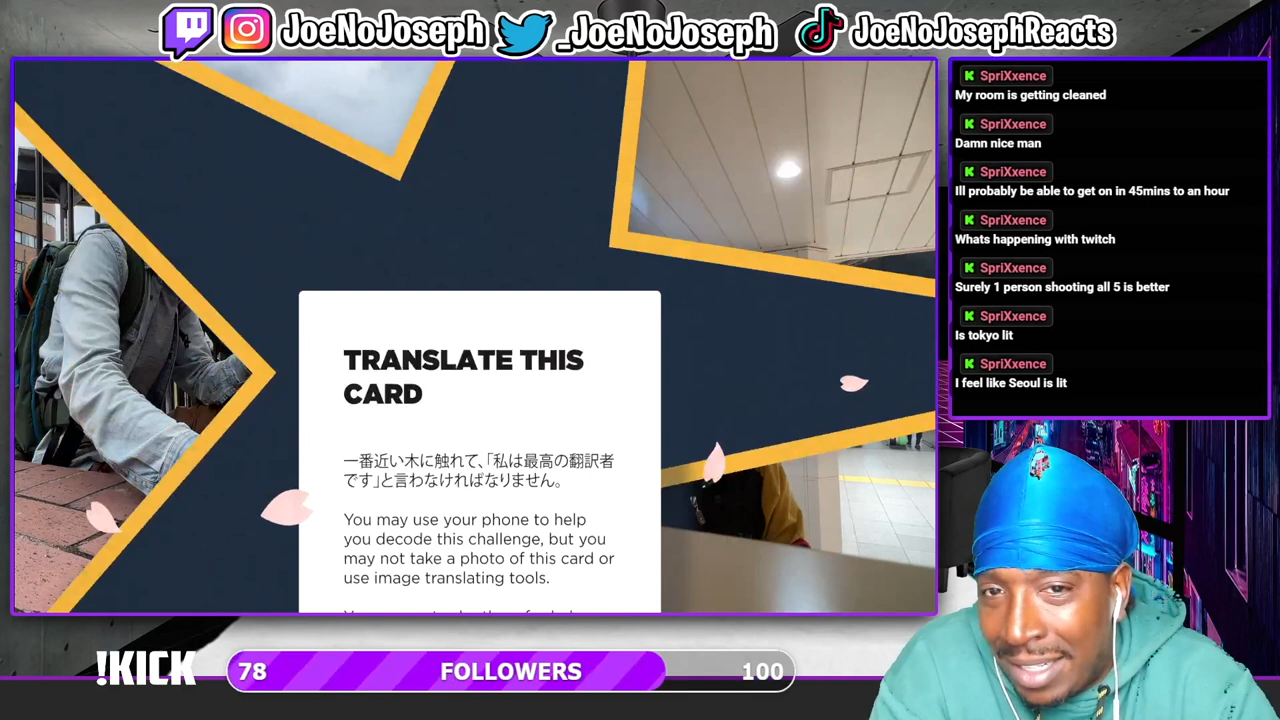 JoeNoJoseph
_JoeNoJoseph
JoeNoJosephReacts
TRANSLATE THIS
CARD
一番近い木に触れて、「私は最高の翻訳者
です」と言わなければなりません。
You may use your phone to help
you decode this challenge, but you
may not take a photo of this card or
use image translating tools.
K SpriXxence
My room is getting cleaned
K SpriXxence
Damn nice man
K SpriXxence
Ill probably be able to get on in 45mins to an hour
K SpriXxence
Whats happening with twitch
K SpriXxence
Surely 1 person shooting all 5 is better
K SpriXxence
Is tokyo lit
K SpriXxence
I feel like Seoul is lit
!KICK
78 FOLLOWERS 100